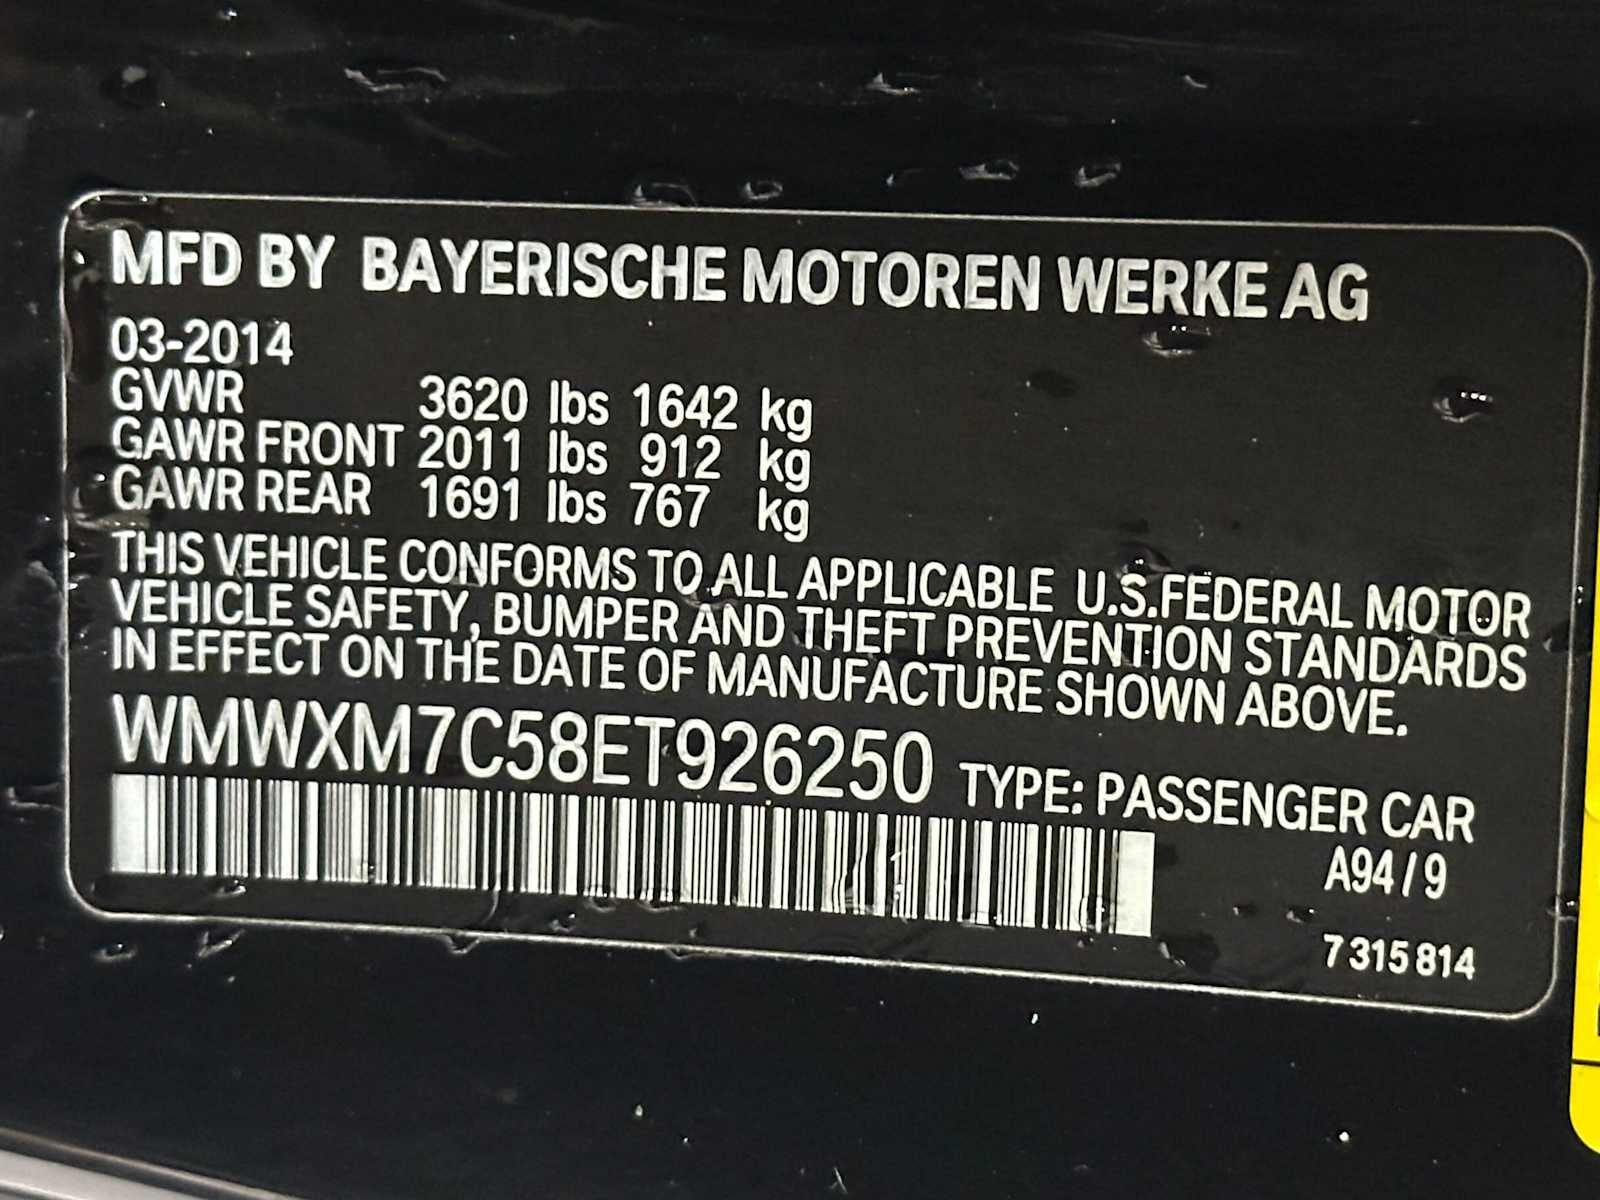 MFD BY BAYERISCHE MOTOREN WERKE AG
03-2014
GVWR 3620 lbs 1642 kg
GAWR FRONT 2011 lbs 912 kg
GAWR REAR 1691 lbs 767 kg
THIS VEHICLE CONFORMS TO ALL APPLICABLE U.S.FEDERAL MOTOR
VEHICLE SAFETY, BUMPER AND THEFT PREVENTION STANDARDS
IN EFFECT ON THE DATE OF MANUFACTURE SHOWN ABOVE.
WMWXM7C58ET926250 TYPE: PASSENGER CAR
A94 / 9
7 315 814